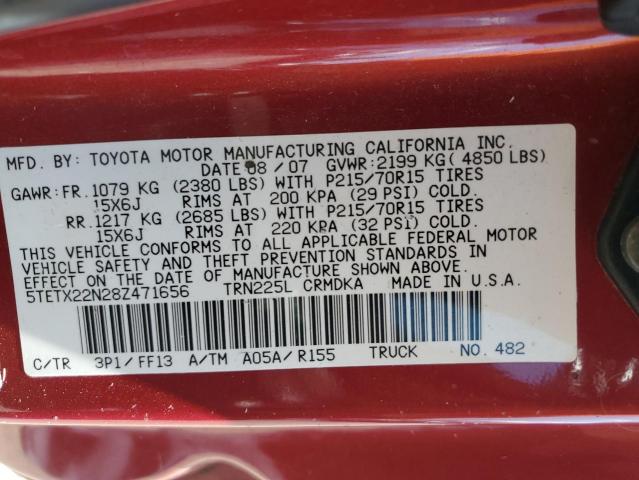 MFD. BY: TOYOTA MOTOR MANUFACTURING CALIFORNIA INC.
DATE 08 / 07 GVWR:2199 KG( 4850 LBS)
GAWR:FR. 1079 KG (2380 LBS) WITH P215/70R15 TIRES
15X6J RIMS AT 200 KPA (29 PSI) COLD.
RR.1217 KG (2685 LBS) WITH P215/70R15 TIRES
15X6J RIMS AT 220 KPA (32 PSI) COLD.
THIS VEHICLE CONFORMS TO ALL APPLICABLE FEDERAL MOTOR
VEHICLE SAFETY AND THEFT PREVENTION STANDARDS IN
EFFECT ON THE DATE OF MANUFACTURE SHOWN ABOVE.
5TETX22N28Z471656 TRN225L CRMDKA MADE IN U.S.A.
C/TR 3P1/FF13 A/TM A05A/R155 TRUCK NO. 482